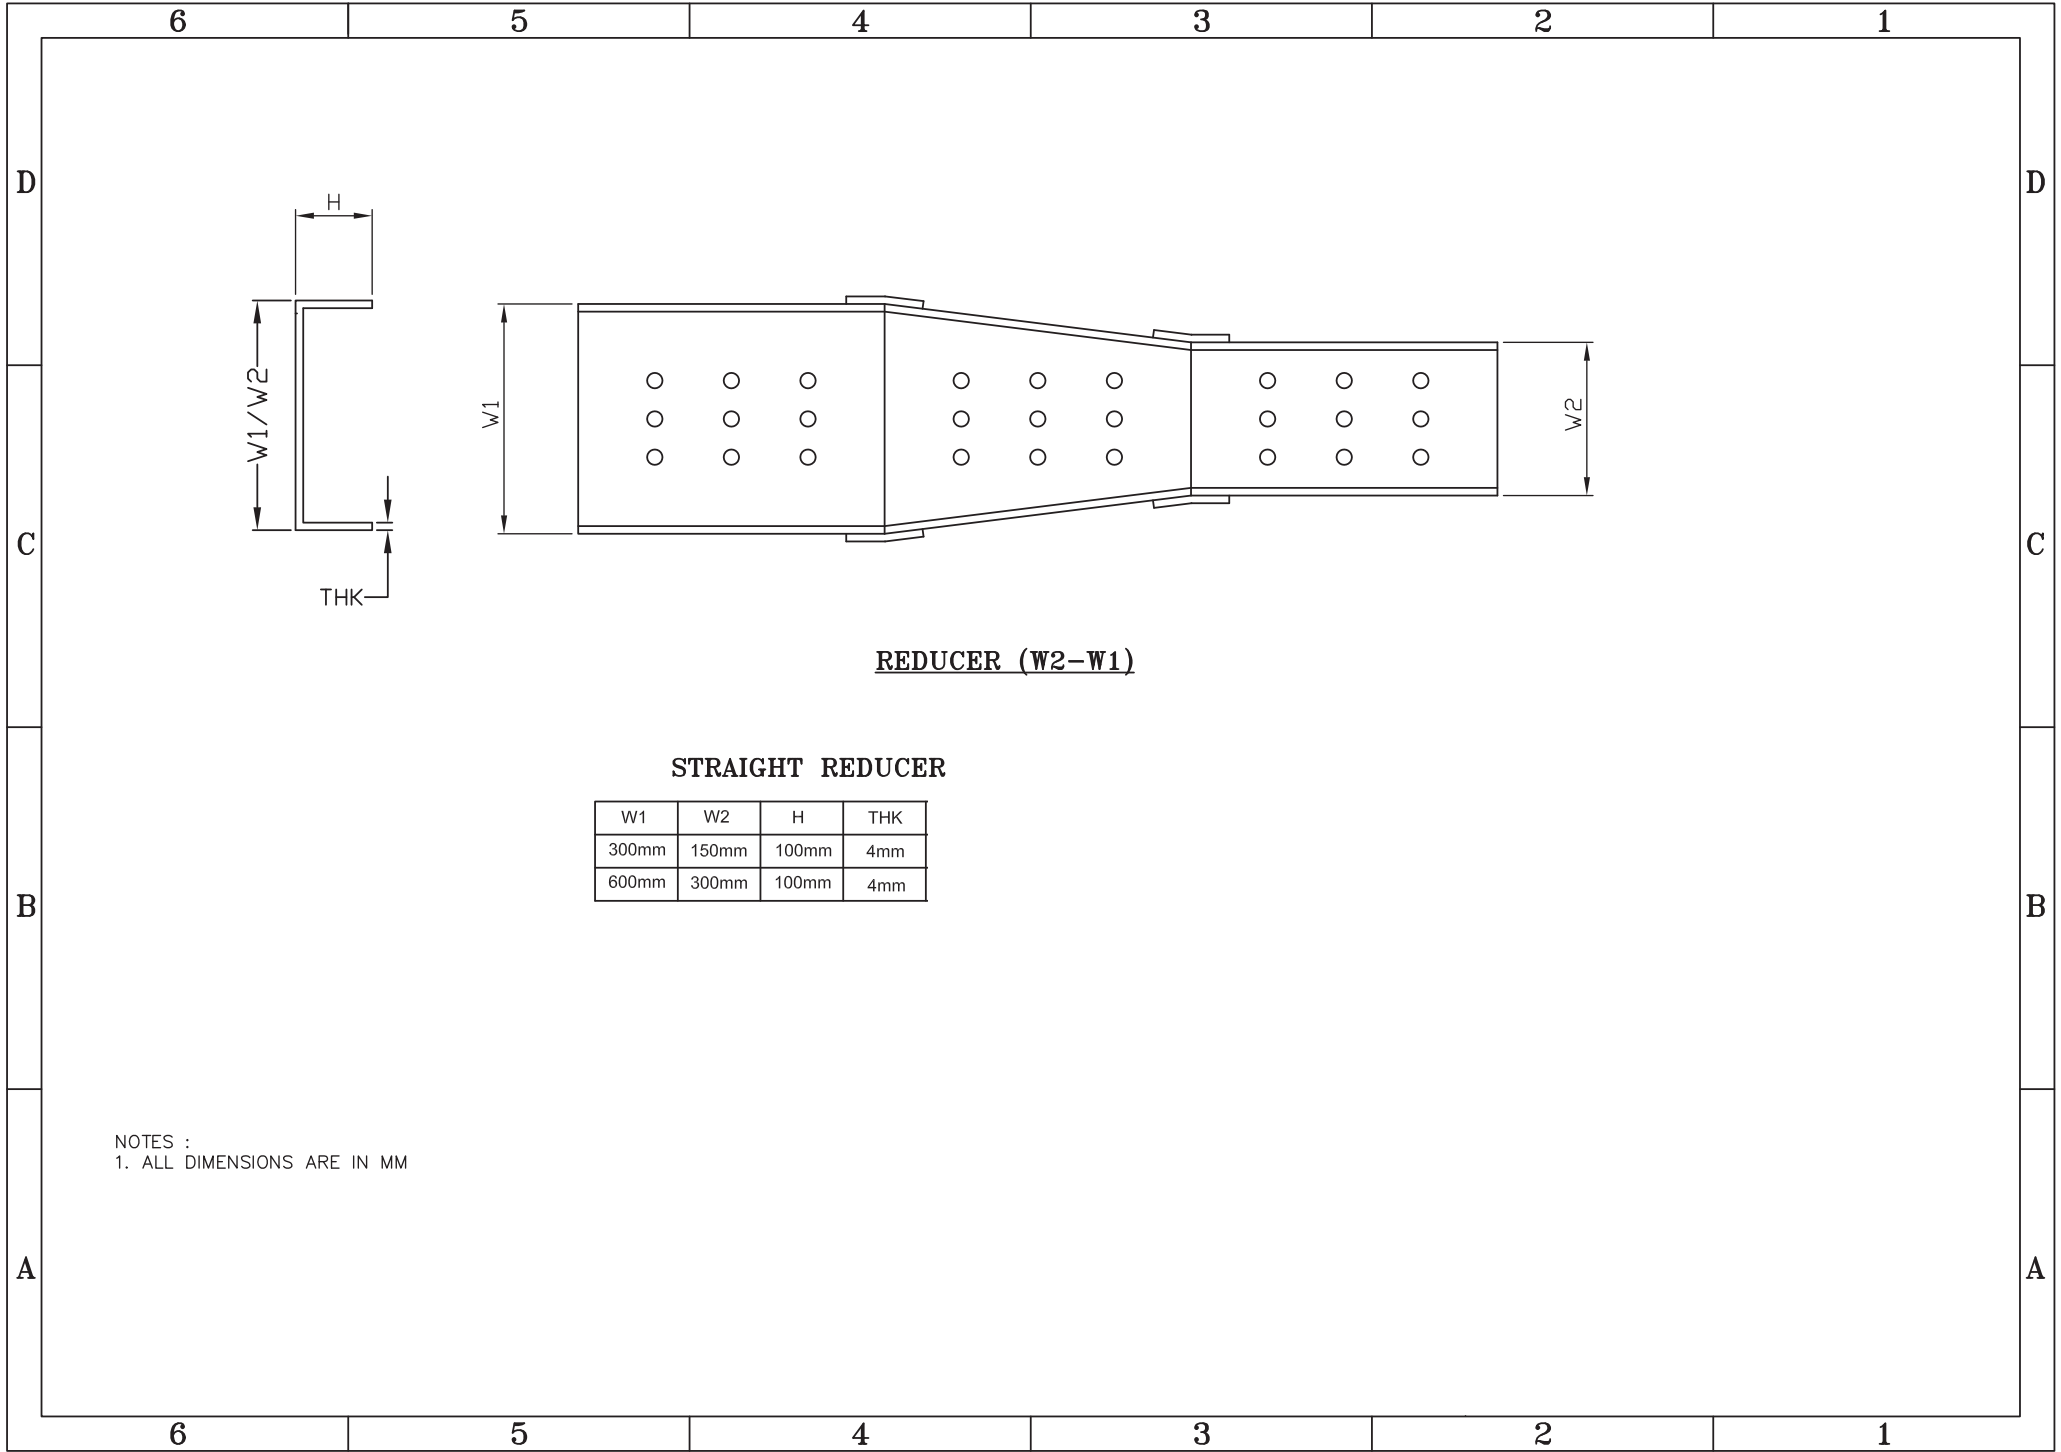 6 5 4 3 2 1
D D
H
W1/W2
W1
W2
C C
THK
REDUCER (W2-W1)
STRAIGHT REDUCER
W1 W2 H THK
300mm 150mm 100mm 4mm
600mm 300mm 100mm 4mm
B B
NOTES :
1. ALL DIMENSIONS ARE IN MM
A A
6 5 4 3 2 1